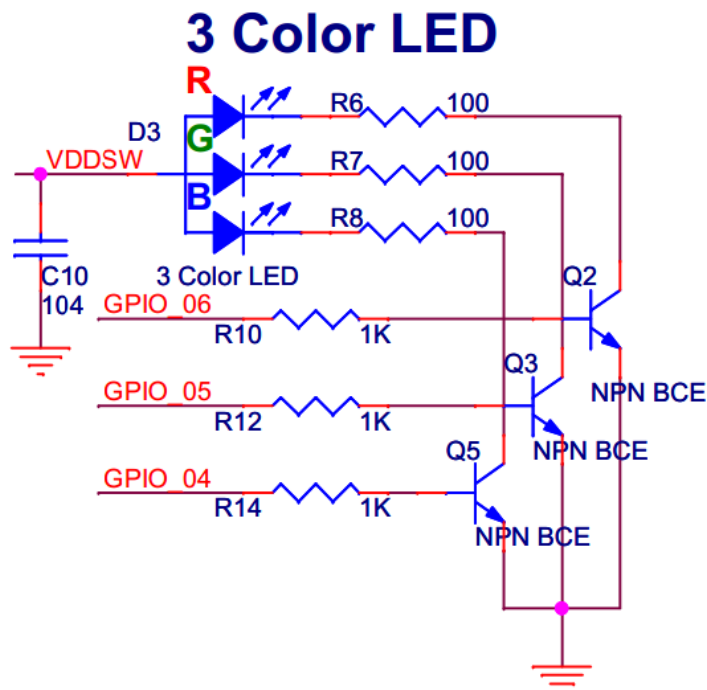 3 Color LED
R
R6 100
D3
G
VDDSW
R7 100
B
R8 100
C10
104
3 Color LED
Q2
GPIO_06
R10 1K
Q3
NPN BCE
GPIO_05
R12 1K
Q5
NPN BCE
GPIO_04
R14 1K
NPN BCE